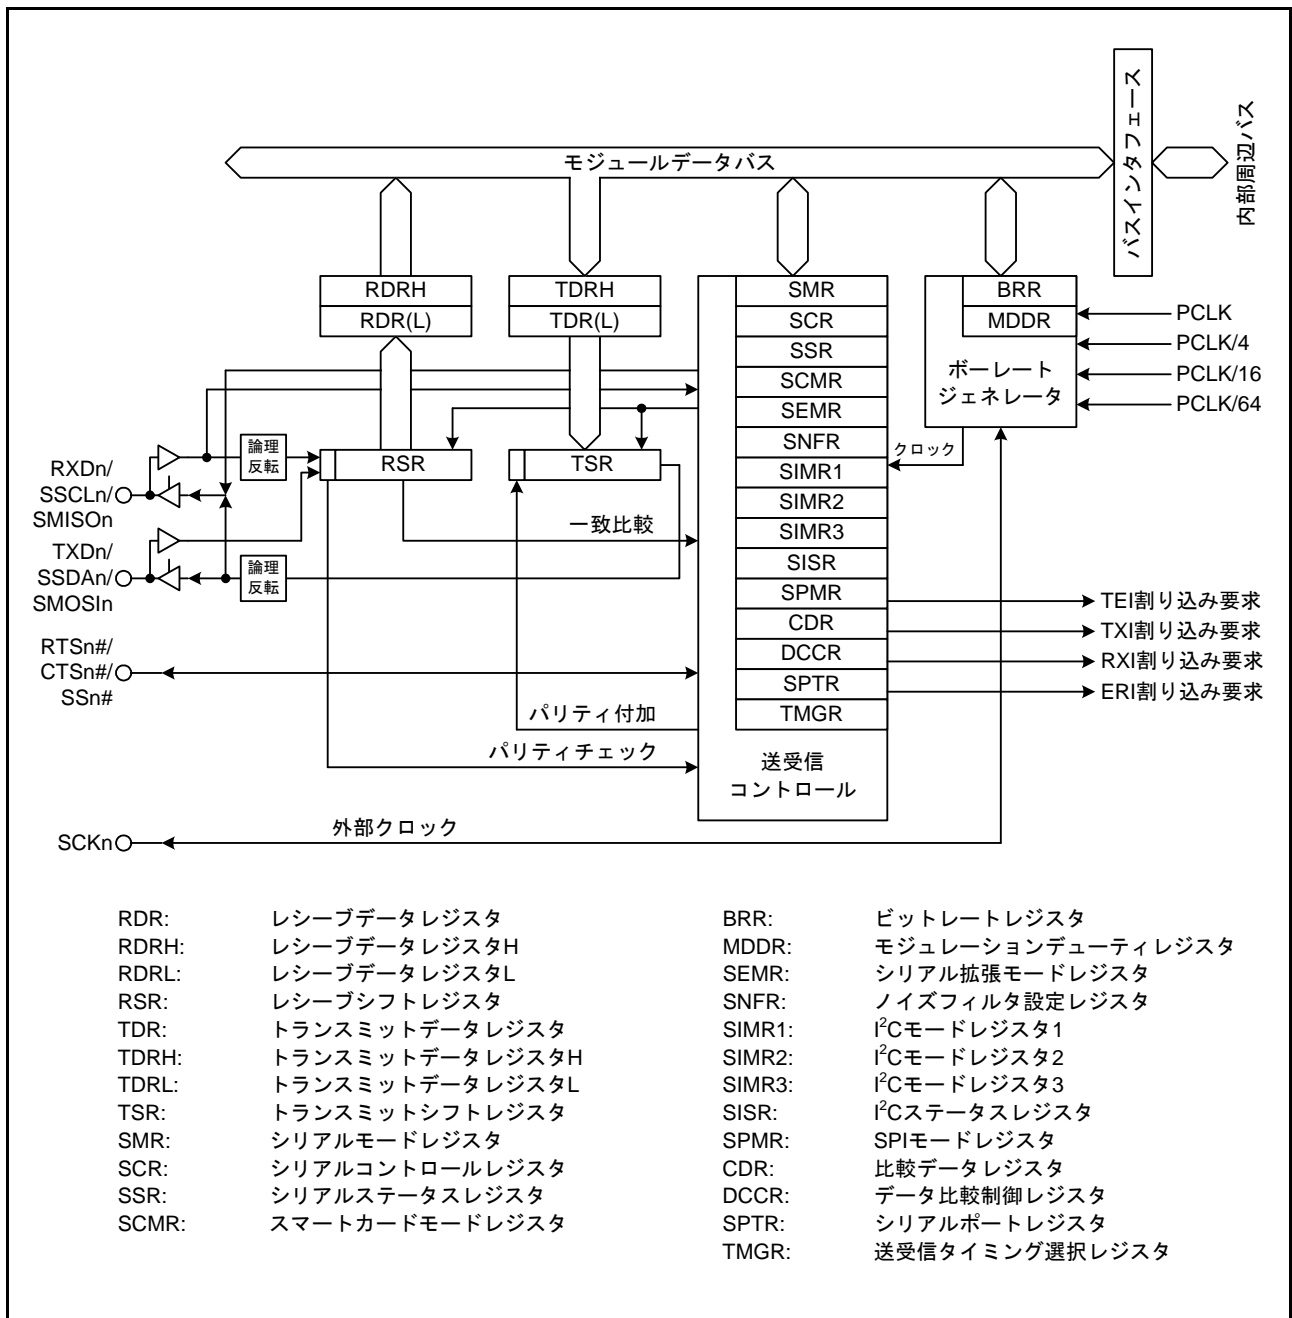 モジュールデータバス
バスインタフェース
内部周辺バス
RDRH
RDR(L)
TDRH
TDR(L)
SMR
SCR
SSR
SCMR
SEMR
SNFR
SIMR1
SIMR2
SIMR3
SISR
SPMR
CDR
DCCR
SPTR
TMGR
送受信
コントロール
BRR
MDDR
ボーレート
ジェネレータ
PCLK
PCLK/4
PCLK/16
PCLK/64
クロック
RXDn/
SSCLn/
SMISOn
論理
反転
RSR
TSR
一致比較
TXDn/
SSDAn/
SMOSIn
論理
反転
RTSn#/
CTSn#/
SSn#
パリティ付加
パリティチェック
TEI割り込み要求
TXI割り込み要求
RXI割り込み要求
ERI割り込み要求
SCKn
外部クロック
RDR: レシーブデータレジスタ
RDRH: レシーブデータレジスタH
RDRL: レシーブデータレジスタL
RSR: レシーブシフトレジスタ
TDR: トランスミットデータレジスタ
TDRH: トランスミットデータレジスタH
TDRL: トランスミットデータレジスタL
TSR: トランスミットシフトレジスタ
SMR: シリアルモードレジスタ
SCR: シリアルコントロールレジスタ
SSR: シリアルステータスレジスタ
SCMR: スマートカードモードレジスタ
BRR: ビットレートレジスタ
MDDR: モジュレーションデューティレジスタ
SEMR: シリアル拡張モードレジスタ
SNFR: ノイズフィルタ設定レジスタ
SIMR1: I²Cモードレジスタ1
SIMR2: I²Cモードレジスタ2
SIMR3: I²Cモードレジスタ3
SISR: I²Cステータスレジスタ
SPMR: SPIモードレジスタ
CDR: 比較データレジスタ
DCCR: データ比較制御レジスタ
SPTR: シリアルポートレジスタ
TMGR: 送受信タイミング選択レジスタ